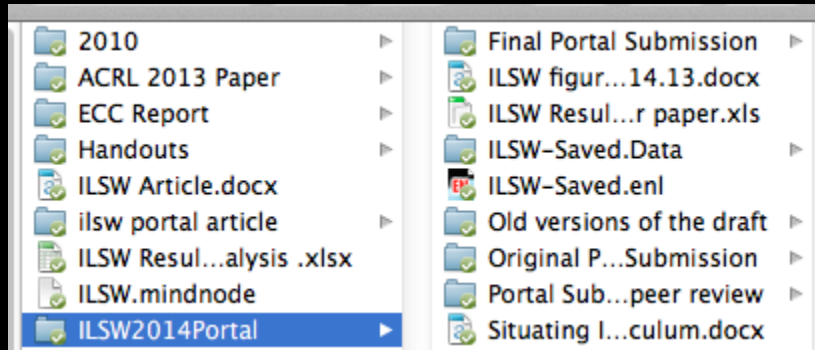 2010
ACRL 2013 Paper
ECC Report
Handouts
ILSW Article.docx
ilsw portal article
ILSW Resul...alysis .xlsx
ILSW.mindnode
ILSW2014Portal
Final Portal Submission
ILSW figur...14.13.docx
ILSW Resul...r paper.xls
ILSW-Saved.Data
ILSW-Saved.enl
Old versions of the draft
Original P...Submission
Portal Sub...peer review
Situating I...culum.docx